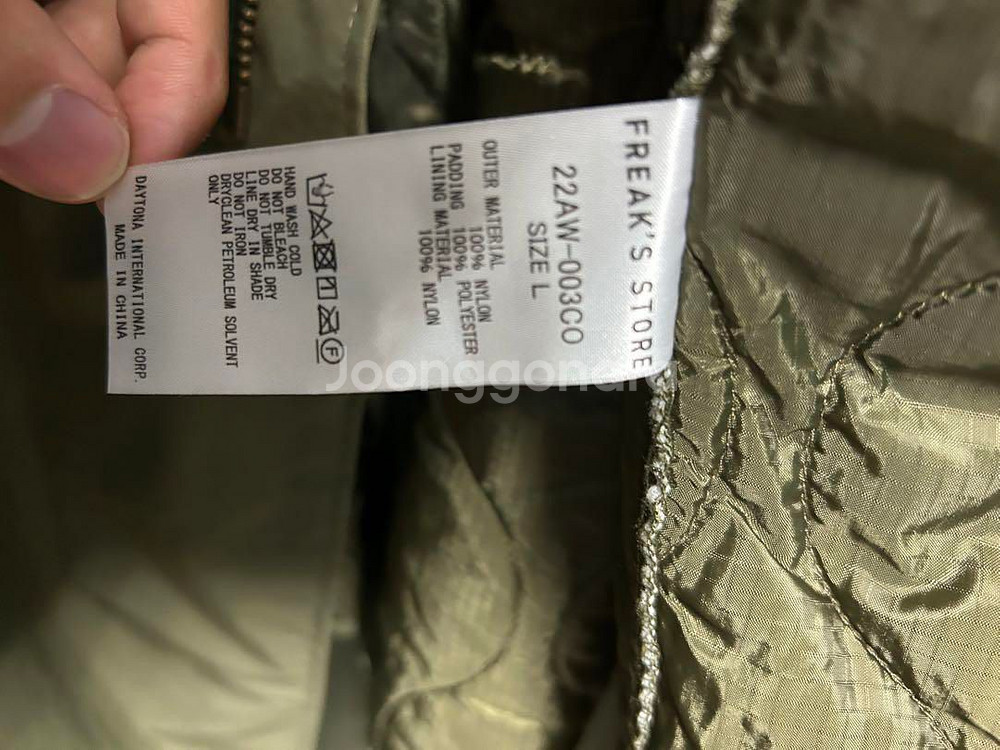 FREAK'S STORE
22AW-003CO
SIZE L
OUTER MATERIAL
100% NYLON
PADDING 100% POLYESTER
LINING MATERIAL
100% NYLON
F
HAND WASH COLD
DO NOT BLEACH
DO NOT TUMBLE DRY
LINE DRY IN SHADE
DO NOT IRON
DRYCLEAN PETROLEUM SOLVENT
ONLY
DAYTONA INTERNATIONAL CORP.
MADE IN CHINA
Joonggonara